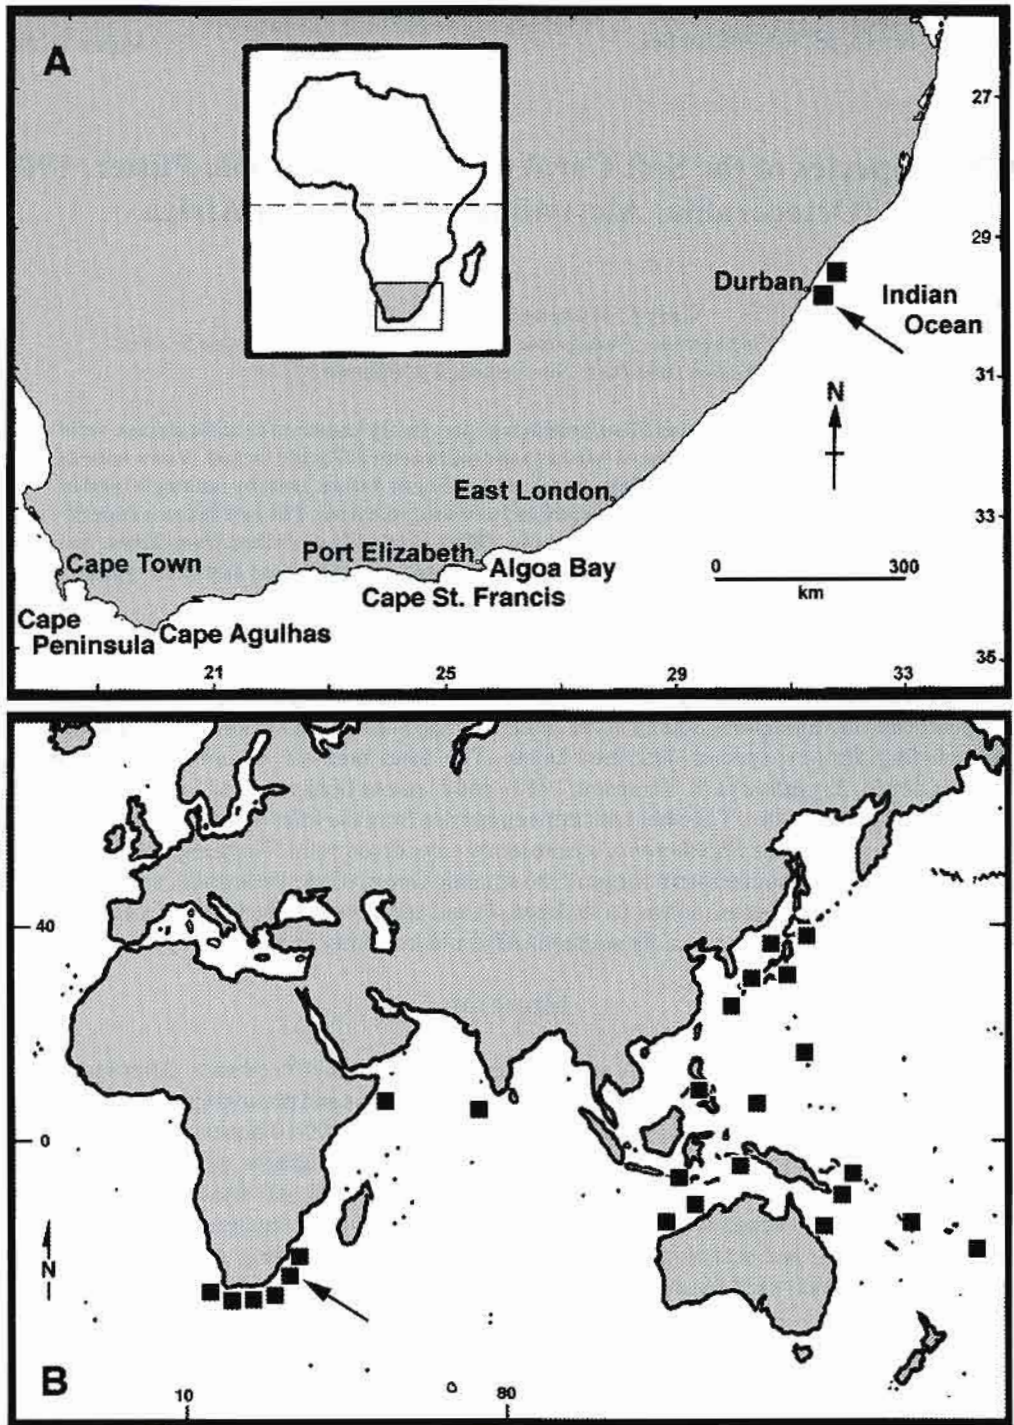 A
27
29
Durban
Indian
Ocean
31
N
East London
33
Port Elizabeth
Cape Town
Algoa Bay
0 300
km
Cape St. Francis
Cape
Peninsula
Cape Agulhas
35
21 25 29 33
40
0
N
B
10 80